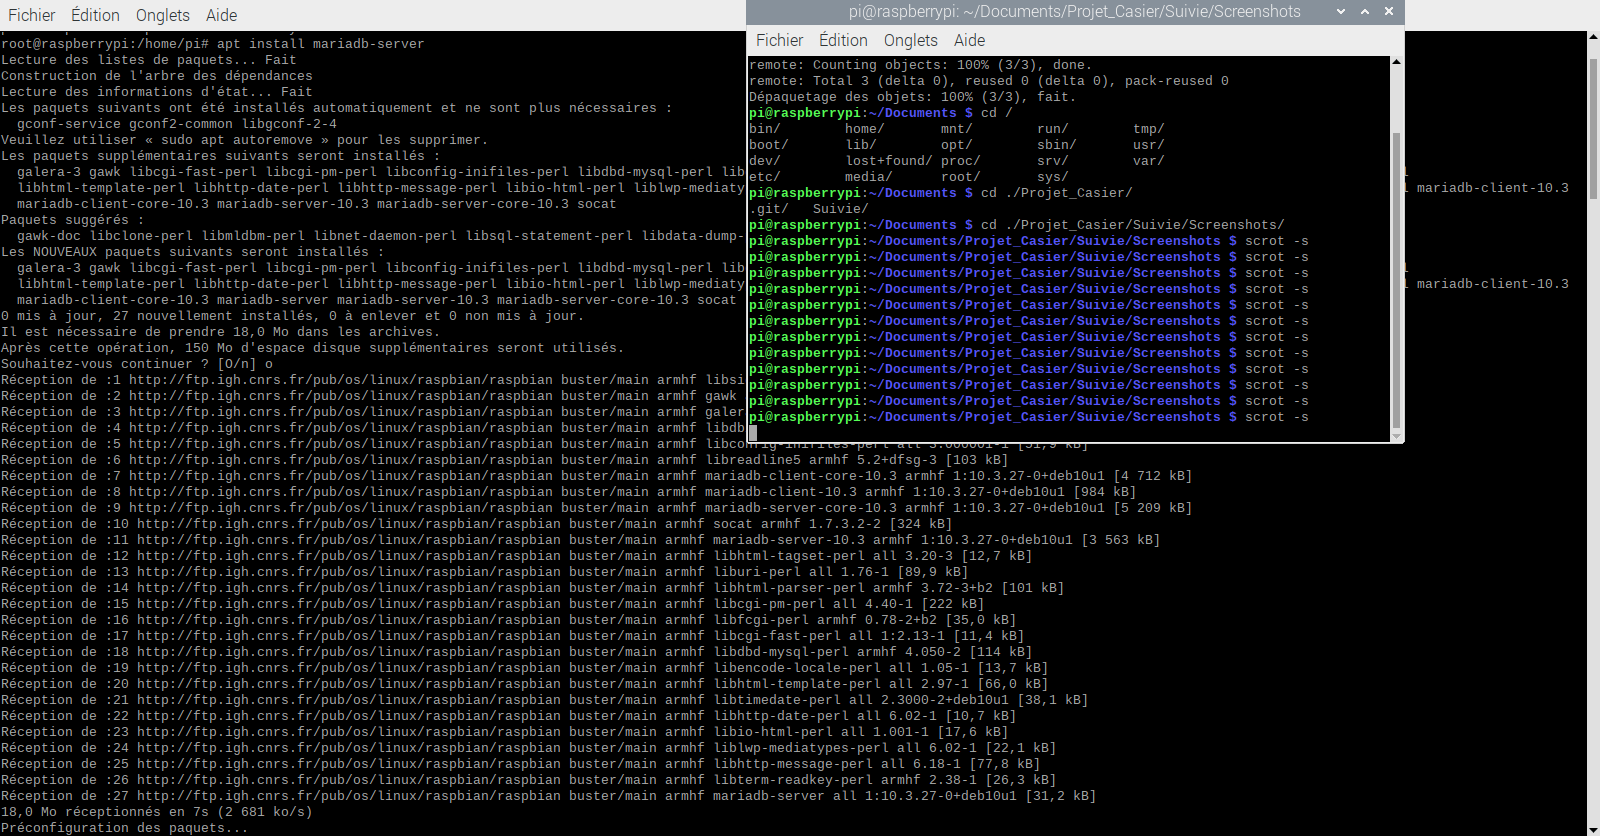 Fichier Édition Onglets Aide
root@raspberrypi:/home/pi# apt install mariadb-server
Lecture des listes de paquets... Fait
Construction de l'arbre des dépendances
Lecture des informations d'état... Fait
Les paquets suivants ont été installés automatiquement et ne sont plus nécessaires :
  gconf-service gconf2-common libgconf-2-4
Veuillez utiliser « sudo apt autoremove » pour les supprimer.
Les paquets supplémentaires suivants seront installés :
  galera-3 gawk libcgi-fast-perl libcgi-pm-perl libconfig-inifiles-perl libdbd-mysql-perl lib
  libhtml-template-perl libhttp-date-perl libhttp-message-perl libio-html-perl liblwp-mediaty l mariadb-client-10.3
  mariadb-client-core-10.3 mariadb-server-10.3 mariadb-server-core-10.3 socat
Paquets suggérés :
  gawk-doc libclone-perl libmldbm-perl libnet-daemon-perl libsql-statement-perl libdata-dump-
Les NOUVEAUX paquets suivants seront installés :
  galera-3 gawk libcgi-fast-perl libcgi-pm-perl libconfig-inifiles-perl libdbd-mysql-perl lib
  libhtml-template-perl libhttp-date-perl libhttp-message-perl libio-html-perl liblwp-mediaty l mariadb-client-10.3
  mariadb-client-core-10.3 mariadb-server mariadb-server-10.3 mariadb-server-core-10.3 socat
0 mis à jour, 27 nouvellement installés, 0 à enlever et 0 non mis à jour.
Il est nécessaire de prendre 18,0 Mo dans les archives.
Après cette opération, 150 Mo d'espace disque supplémentaires seront utilisés.
Souhaitez-vous continuer ? [O/n] o
Réception de :1 http://ftp.igh.cnrs.fr/pub/os/linux/raspbian/raspbian buster/main armhf libsi
Réception de :2 http://ftp.igh.cnrs.fr/pub/os/linux/raspbian/raspbian buster/main armhf gawk
Réception de :3 http://ftp.igh.cnrs.fr/pub/os/linux/raspbian/raspbian buster/main armhf galer
Réception de :4 http://ftp.igh.cnrs.fr/pub/os/linux/raspbian/raspbian buster/main armhf libdb
Réception de :5 http://ftp.igh.cnrs.fr/pub/os/linux/raspbian/raspbian buster/main armhf libconfig-inifiles-perl all 3.000001-1 [51,9 kB]
Réception de :6 http://ftp.igh.cnrs.fr/pub/os/linux/raspbian/raspbian buster/main armhf libreadline5 armhf 5.2+dfsg-3 [103 kB]
Réception de :7 http://ftp.igh.cnrs.fr/pub/os/linux/raspbian/raspbian buster/main armhf mariadb-client-core-10.3 armhf 1:10.3.27-0+deb10u1 [4 712 kB]
Réception de :8 http://ftp.igh.cnrs.fr/pub/os/linux/raspbian/raspbian buster/main armhf mariadb-client-10.3 armhf 1:10.3.27-0+deb10u1 [984 kB]
Réception de :9 http://ftp.igh.cnrs.fr/pub/os/linux/raspbian/raspbian buster/main armhf mariadb-server-core-10.3 armhf 1:10.3.27-0+deb10u1 [5 209 kB]
Réception de :10 http://ftp.igh.cnrs.fr/pub/os/linux/raspbian/raspbian buster/main armhf socat armhf 1.7.3.2-2 [324 kB]
Réception de :11 http://ftp.igh.cnrs.fr/pub/os/linux/raspbian/raspbian buster/main armhf mariadb-server-10.3 armhf 1:10.3.27-0+deb10u1 [3 563 kB]
Réception de :12 http://ftp.igh.cnrs.fr/pub/os/linux/raspbian/raspbian buster/main armhf libhtml-tagset-perl all 3.20-3 [12,7 kB]
Réception de :13 http://ftp.igh.cnrs.fr/pub/os/linux/raspbian/raspbian buster/main armhf liburi-perl all 1.76-1 [89,9 kB]
Réception de :14 http://ftp.igh.cnrs.fr/pub/os/linux/raspbian/raspbian buster/main armhf libhtml-parser-perl armhf 3.72-3+b2 [101 kB]
Réception de :15 http://ftp.igh.cnrs.fr/pub/os/linux/raspbian/raspbian buster/main armhf libcgi-pm-perl all 4.40-1 [222 kB]
Réception de :16 http://ftp.igh.cnrs.fr/pub/os/linux/raspbian/raspbian buster/main armhf libfcgi-perl armhf 0.78-2+b2 [35,0 kB]
Réception de :17 http://ftp.igh.cnrs.fr/pub/os/linux/raspbian/raspbian buster/main armhf libcgi-fast-perl all 1:2.13-1 [11,4 kB]
Réception de :18 http://ftp.igh.cnrs.fr/pub/os/linux/raspbian/raspbian buster/main armhf libdbd-mysql-perl armhf 4.050-2 [114 kB]
Réception de :19 http://ftp.igh.cnrs.fr/pub/os/linux/raspbian/raspbian buster/main armhf libencode-locale-perl all 1.05-1 [13,7 kB]
Réception de :20 http://ftp.igh.cnrs.fr/pub/os/linux/raspbian/raspbian buster/main armhf libhtml-template-perl all 2.97-1 [66,0 kB]
Réception de :21 http://ftp.igh.cnrs.fr/pub/os/linux/raspbian/raspbian buster/main armhf libtimedate-perl all 2.3000-2+deb10u1 [38,1 kB]
Réception de :22 http://ftp.igh.cnrs.fr/pub/os/linux/raspbian/raspbian buster/main armhf libhttp-date-perl all 6.02-1 [10,7 kB]
Réception de :23 http://ftp.igh.cnrs.fr/pub/os/linux/raspbian/raspbian buster/main armhf libio-html-perl all 1.001-1 [17,6 kB]
Réception de :24 http://ftp.igh.cnrs.fr/pub/os/linux/raspbian/raspbian buster/main armhf liblwp-mediatypes-perl all 6.02-1 [22,1 kB]
Réception de :25 http://ftp.igh.cnrs.fr/pub/os/linux/raspbian/raspbian buster/main armhf libhttp-message-perl all 6.18-1 [77,8 kB]
Réception de :26 http://ftp.igh.cnrs.fr/pub/os/linux/raspbian/raspbian buster/main armhf libterm-readkey-perl armhf 2.38-1 [26,3 kB]
Réception de :27 http://ftp.igh.cnrs.fr/pub/os/linux/raspbian/raspbian buster/main armhf mariadb-server all 1:10.3.27-0+deb10u1 [31,2 kB]
18,0 Mo réceptionnés en 7s (2 681 ko/s)
Préconfiguration des paquets...
pi@raspberrypi: ~/Documents/Projet_Casier/Suivie/Screenshots
Fichier Édition Onglets Aide
remote: Counting objects: 100% (3/3), done.
remote: Total 3 (delta 0), reused 0 (delta 0), pack-reused 0
Dépaquetage des objets: 100% (3/3), fait.
pi@raspberrypi:~/Documents $ cd /
bin/ home/ mnt/ run/ tmp/
boot/ lib/ opt/ sbin/ usr/
dev/ lost+found/ proc/ srv/ var/
etc/ media/ root/ sys/
pi@raspberrypi:~/Documents $ cd ./Projet_Casier/
.git/ Suivie/
pi@raspberrypi:~/Documents $ cd ./Projet_Casier/Suivie/Screenshots/
pi@raspberrypi:~/Documents/Projet_Casier/Suivie/Screenshots $ scrot -s
pi@raspberrypi:~/Documents/Projet_Casier/Suivie/Screenshots $ scrot -s
pi@raspberrypi:~/Documents/Projet_Casier/Suivie/Screenshots $ scrot -s
pi@raspberrypi:~/Documents/Projet_Casier/Suivie/Screenshots $ scrot -s
pi@raspberrypi:~/Documents/Projet_Casier/Suivie/Screenshots $ scrot -s
pi@raspberrypi:~/Documents/Projet_Casier/Suivie/Screenshots $ scrot -s
pi@raspberrypi:~/Documents/Projet_Casier/Suivie/Screenshots $ scrot -s
pi@raspberrypi:~/Documents/Projet_Casier/Suivie/Screenshots $ scrot -s
pi@raspberrypi:~/Documents/Projet_Casier/Suivie/Screenshots $ scrot -s
pi@raspberrypi:~/Documents/Projet_Casier/Suivie/Screenshots $ scrot -s
pi@raspberrypi:~/Documents/Projet_Casier/Suivie/Screenshots $ scrot -s
pi@raspberrypi:~/Documents/Projet_Casier/Suivie/Screenshots $ scrot -s